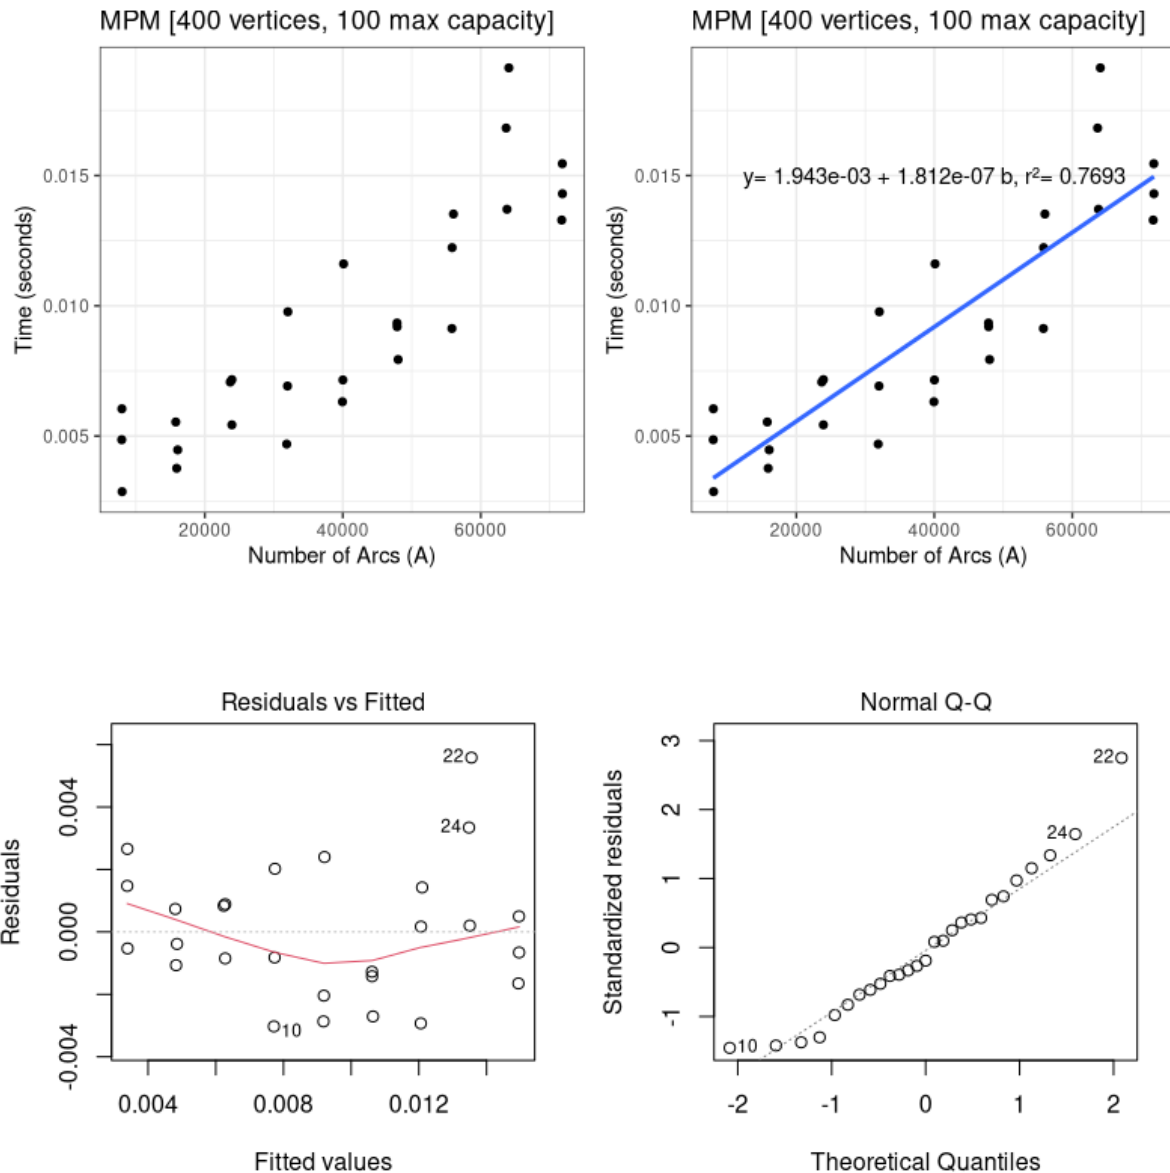 MPM [400 vertices, 100 max capacity]
0.015
0.010
0.005
Time (seconds)
20000 40000 60000
Number of Arcs (A)
MPM [400 vertices, 100 max capacity]
y= 1.943e-03 + 1.812e-07 b, r²= 0.7693
0.015
0.010
0.005
Time (seconds)
20000 40000 60000
Number of Arcs (A)
Residuals vs Fitted
22
24
10
0.004
0.000
-0.004
Residuals
0.004 0.008 0.012
Fitted values
Normal Q-Q
22
24
10
3
2
1
0
-1
Standardized residuals
-2 -1 0 1 2
Theoretical Quantiles